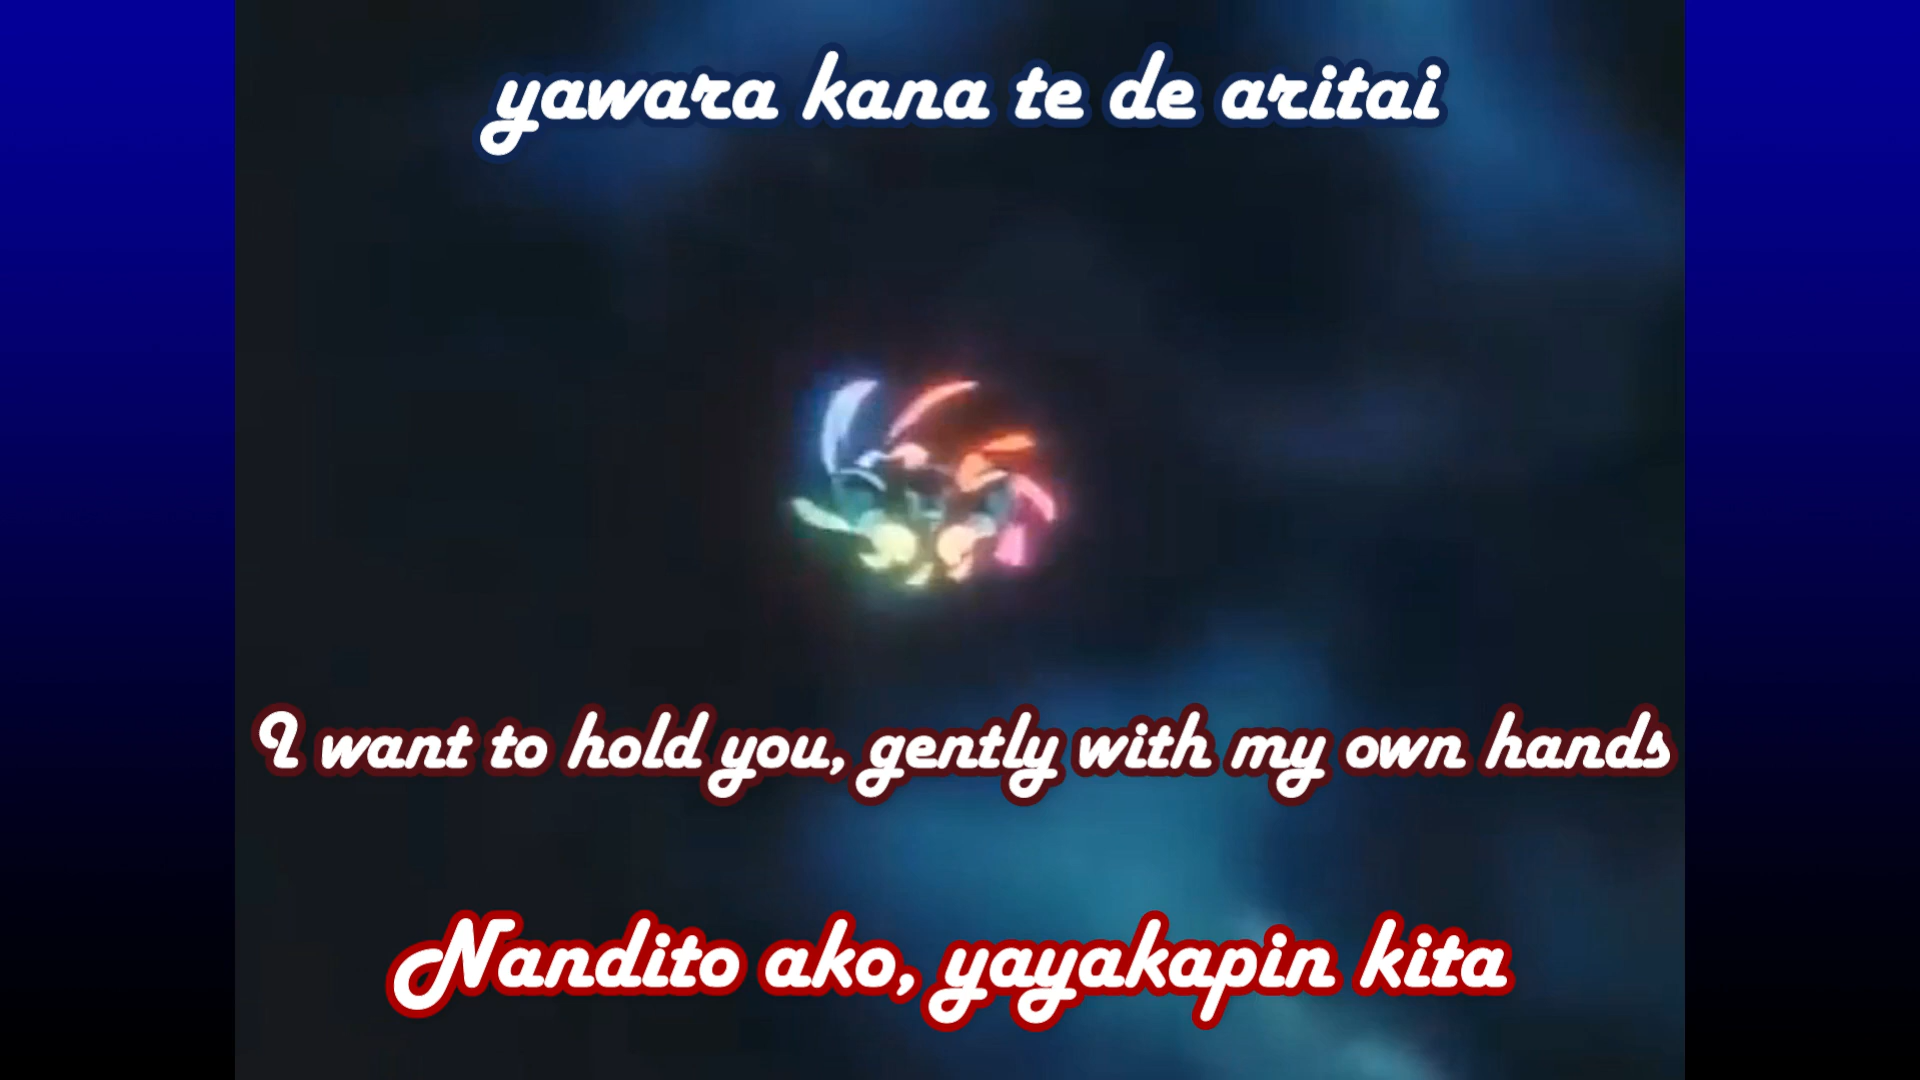 yawara kana te de aritai
I want to hold you, gently with my own hands
Nandito ako, yayakapin kita